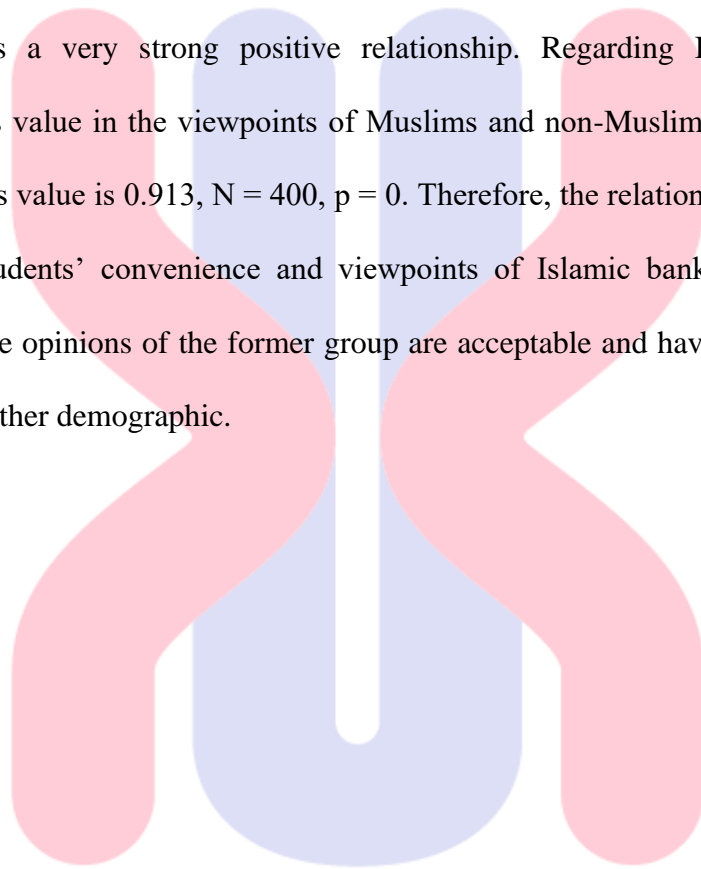 s a very strong positive relationship. Regarding
s value in the viewpoints of Muslims and non-Muslim
s value is 0.913, N = 400, p = 0. Therefore, the relation
udents’ convenience and viewpoints of Islamic bank
e opinions of the former group are acceptable and hav
ther demographic.